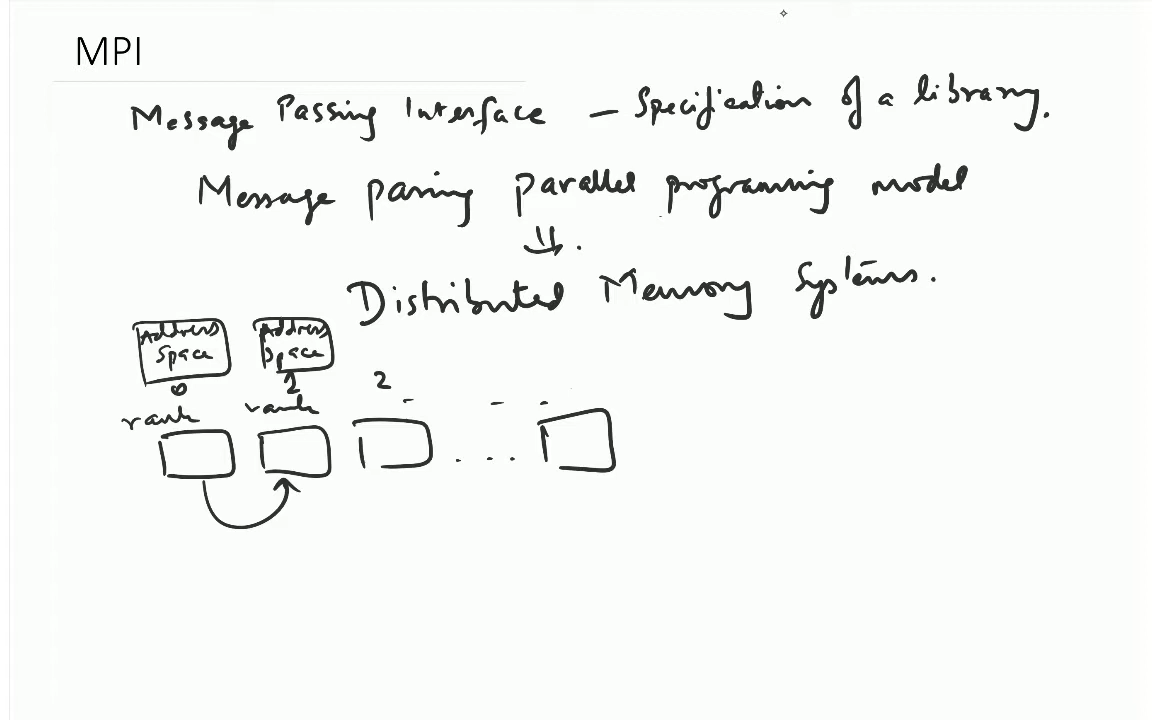 MPI
Message Passing Interface – Specification of a library.
Message passing parallel programming model
Distributed Memory Systems.
Address Space
Address Space
0 1 2
rank rank